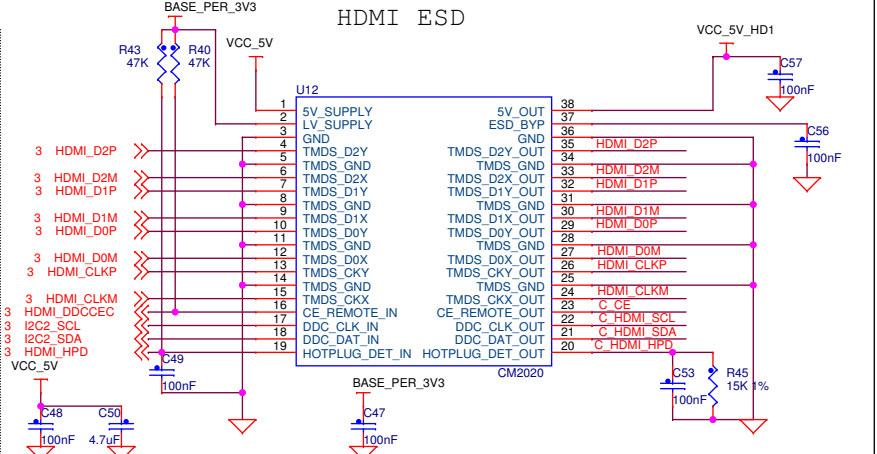 BASE_PER_3V3
HDMI ESD
R43
47K
R40
47K
VCC_5V
VCC_5V_HD1
C57
100nF
U12
1 5V_SUPPLY 5V_OUT 38
2 LV_SUPPLY ESD_BYP 37
3 GND GND 36
3 HDMI_D2P 4 TMDS_D2Y TMDS_D2Y_OUT 35 HDMI_D2P
5 TMDS_GND TMDS_GND 34
3 HDMI_D2M 6 TMDS_D2X TMDS_D2X_OUT 33 HDMI_D2M
3 HDMI_D1P 7 TMDS_D1Y TMDS_D1Y_OUT 32 HDMI_D1P
8 TMDS_GND TMDS_GND 31
3 HDMI_D1M 9 TMDS_D1X TMDS_D1X_OUT 30 HDMI_D1M
3 HDMI_D0P 10 TMDS_D0Y TMDS_D0Y_OUT 29 HDMI_D0P
11 TMDS_GND TMDS_GND 28
3 HDMI_D0M 12 TMDS_D0X TMDS_D0X_OUT 27 HDMI_D0M
3 HDMI_CLKP 13 TMDS_CKY TMDS_CKY_OUT 26 HDMI_CLKP
14 TMDS_GND TMDS_GND 25
3 HDMI_CLKM 15 TMDS_CKX TMDS_CKX_OUT 24 HDMI_CLKM
3 HDMI_DDCCEC 16 CE_REMOTE_IN CE_REMOTE_OUT 23 C_CE
3 I2C2_SCL 17 DDC_CLK_IN DDC_CLK_OUT 22 C_HDMI_SCL
3 I2C2_SDA 18 DDC_DAT_IN DDC_DAT_OUT 21 C_HDMI_SDA
3 HDMI_HPD 19 HOTPLUG_DET_IN HOTPLUG_DET_OUT 20 C_HDMI_HPD
C56
100nF
CM2020
C49
100nF
VCC_5V
C48
100nF
C50
4.7uF
BASE_PER_3V3
C47
100nF
C53
100nF
R45
15K 1%